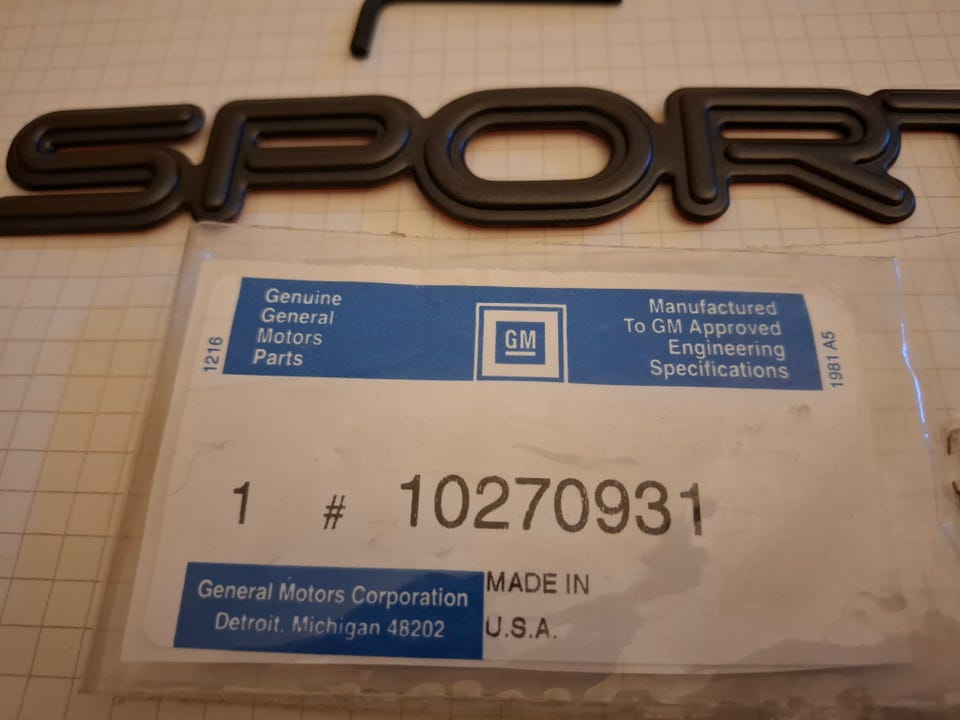 SPORT
Genuine
General
Motors
Parts
GM
Manufactured
To GM Approved
Engineering
Specifications
1216
1981 A5
1 # 10270931
General Motors Corporation
Detroit, Michigan 48202
MADE IN
U.S.A.